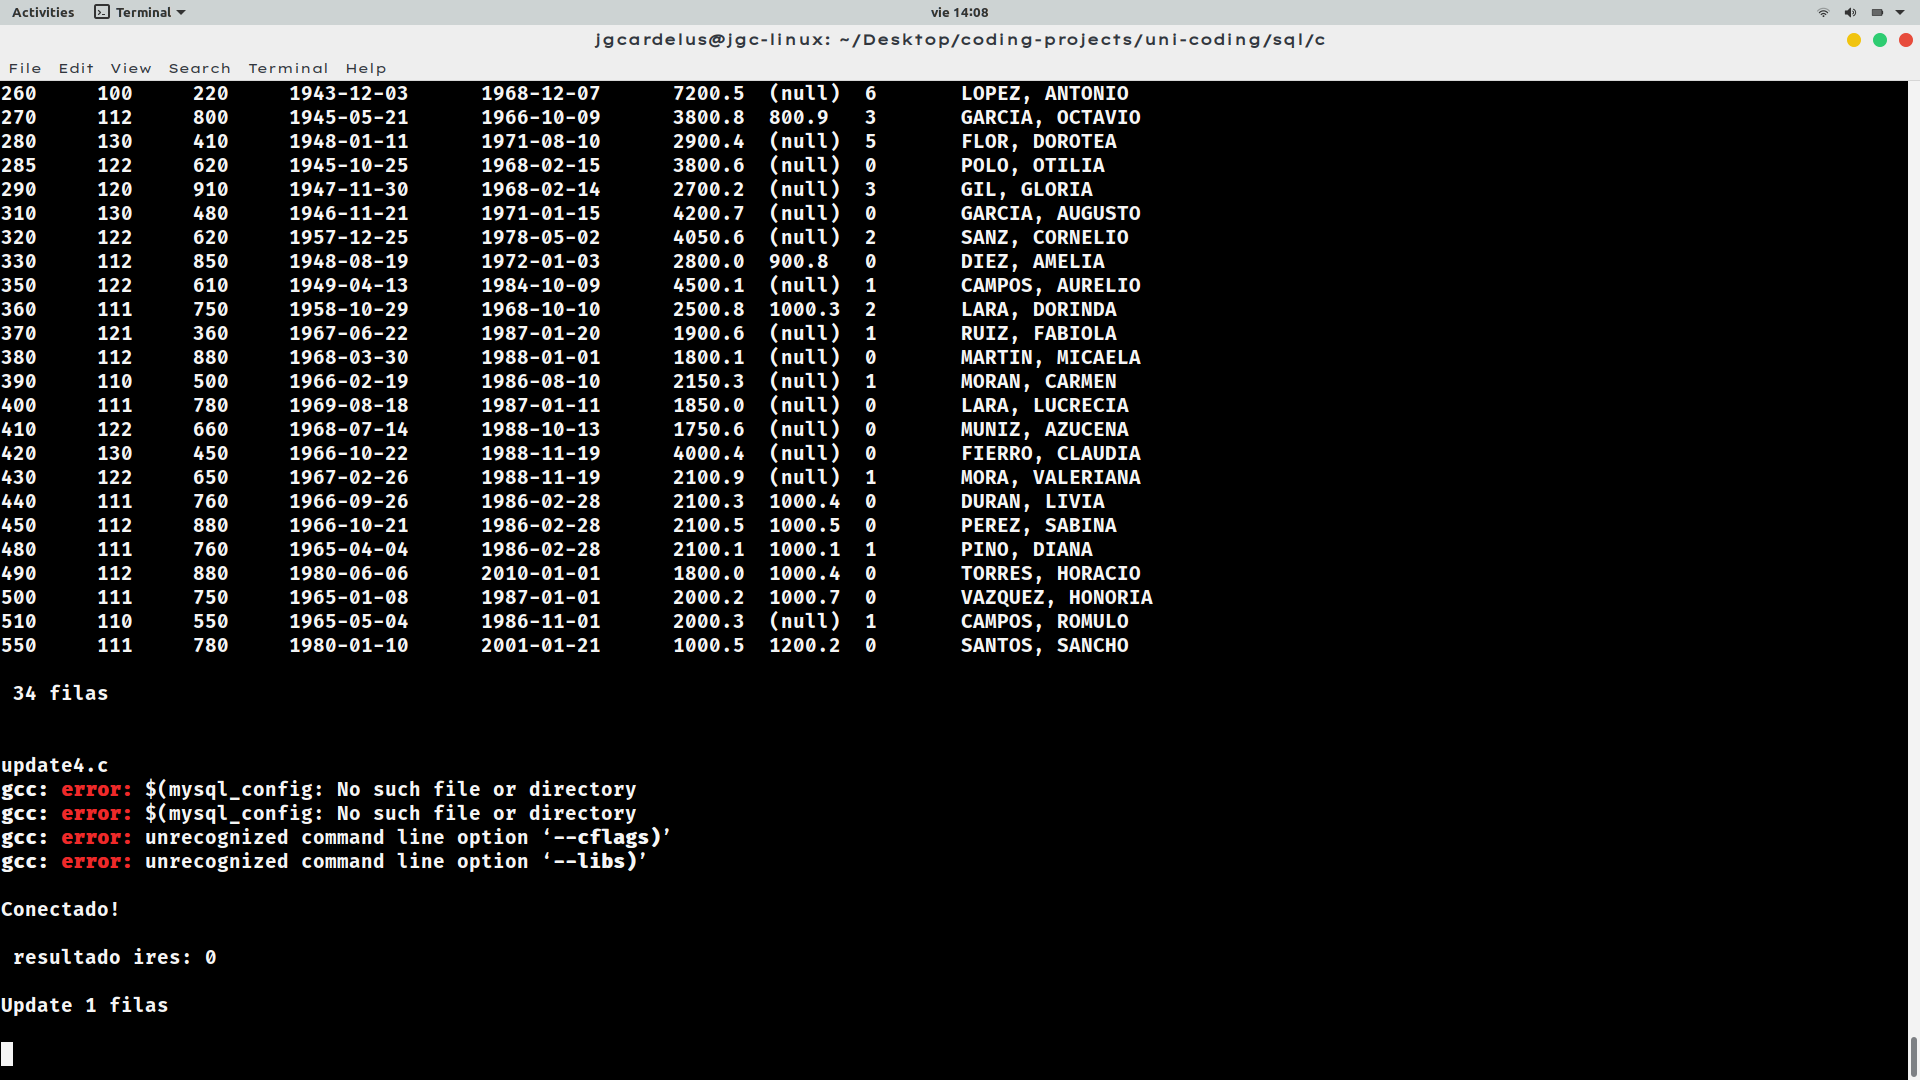 Activities Terminal vie 14:08
jgcardelus@jgc-linux: ~/Desktop/coding-projects/uni-coding/sql/c
File Edit View Search Terminal Help
260 100 220 1943-12-03 1968-12-07 7200.5 (null) 6 LOPEZ, ANTONIO
270 112 800 1945-05-21 1966-10-09 3800.8 800.9 3 GARCIA, OCTAVIO
280 130 410 1948-01-11 1971-08-10 2900.4 (null) 5 FLOR, DOROTEA
285 122 620 1945-10-25 1968-02-15 3800.6 (null) 0 POLO, OTILIA
290 120 910 1947-11-30 1968-02-14 2700.2 (null) 3 GIL, GLORIA
310 130 480 1946-11-21 1971-01-15 4200.7 (null) 0 GARCIA, AUGUSTO
320 122 620 1957-12-25 1978-05-02 4050.6 (null) 2 SANZ, CORNELIO
330 112 850 1948-08-19 1972-01-03 2800.0 900.8 0 DIEZ, AMELIA
350 122 610 1949-04-13 1984-10-09 4500.1 (null) 1 CAMPOS, AURELIO
360 111 750 1958-10-29 1968-10-10 2500.8 1000.3 2 LARA, DORINDA
370 121 360 1967-06-22 1987-01-20 1900.6 (null) 1 RUIZ, FABIOLA
380 112 880 1968-03-30 1988-01-01 1800.1 (null) 0 MARTIN, MICAELA
390 110 500 1966-02-19 1986-08-10 2150.3 (null) 1 MORAN, CARMEN
400 111 780 1969-08-18 1987-01-11 1850.0 (null) 0 LARA, LUCRECIA
410 122 660 1968-07-14 1988-10-13 1750.6 (null) 0 MUNIZ, AZUCENA
420 130 450 1966-10-22 1988-11-19 4000.4 (null) 0 FIERRO, CLAUDIA
430 122 650 1967-02-26 1988-11-19 2100.9 (null) 1 MORA, VALERIANA
440 111 760 1966-09-26 1986-02-28 2100.3 1000.4 0 DURAN, LIVIA
450 112 880 1966-10-21 1986-02-28 2100.5 1000.5 0 PEREZ, SABINA
480 111 760 1965-04-04 1986-02-28 2100.1 1000.1 1 PINO, DIANA
490 112 880 1980-06-06 2010-01-01 1800.0 1000.4 0 TORRES, HORACIO
500 111 750 1965-01-08 1987-01-01 2000.2 1000.7 0 VAZQUEZ, HONORIA
510 110 550 1965-05-04 1986-11-01 2000.3 (null) 1 CAMPOS, ROMULO
550 111 780 1980-01-10 2001-01-21 1000.5 1200.2 0 SANTOS, SANCHO
34 filas
update4.c
gcc: error: $(mysql_config: No such file or directory
gcc: error: $(mysql_config: No such file or directory
gcc: error: unrecognized command line option ‘--cflags)’
gcc: error: unrecognized command line option ‘--libs)’
Conectado!
resultado ires: 0
Update 1 filas